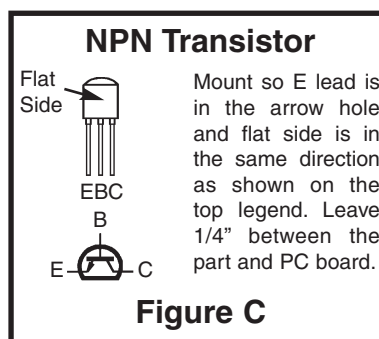 NPN Transistor
Flat
Side
EBC
B
E
C
Mount so E lead is
in the arrow hole
and flat side is in
the same direction
as shown on the
top legend. Leave
1/4” between the
part and PC board.
Figure C